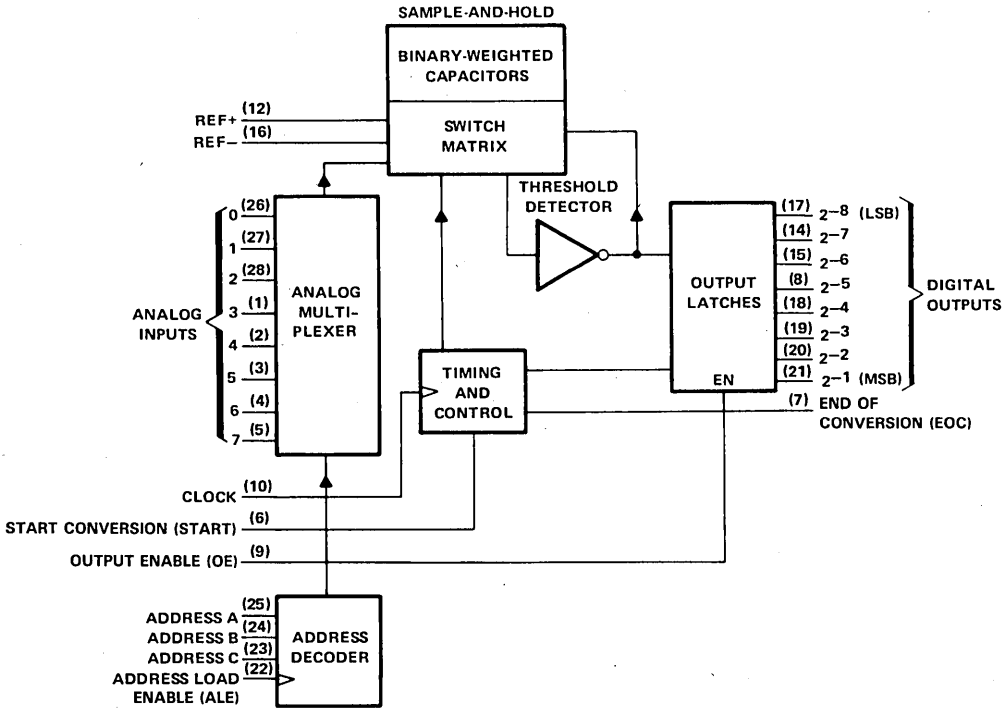 SAMPLE-AND-HOLD
BINARY-WEIGHTED
CAPACITORS
SWITCH
MATRIX
REF+ (12)
REF− (16)
THRESHOLD
DETECTOR
ANALOG
INPUTS
0 (26)
1 (27)
2 (28)
3 (1)
4 (2)
5 (3)
6 (4)
7 (5)
ANALOG
MULTI-
PLEXER
OUTPUT
LATCHES
EN
(17) 2−8 (LSB)
(14) 2−7
(15) 2−6
(8) 2−5
(18) 2−4
(19) 2−3
(20) 2−2
(21) 2−1 (MSB)
DIGITAL
OUTPUTS
TIMING
AND
CONTROL
(7) END OF
CONVERSION (EOC)
CLOCK (10)
START CONVERSION (START) (6)
OUTPUT ENABLE (OE) (9)
ADDRESS A (25)
ADDRESS B (24)
ADDRESS C (23)
ADDRESS LOAD (22)
ENABLE (ALE)
ADDRESS
DECODER